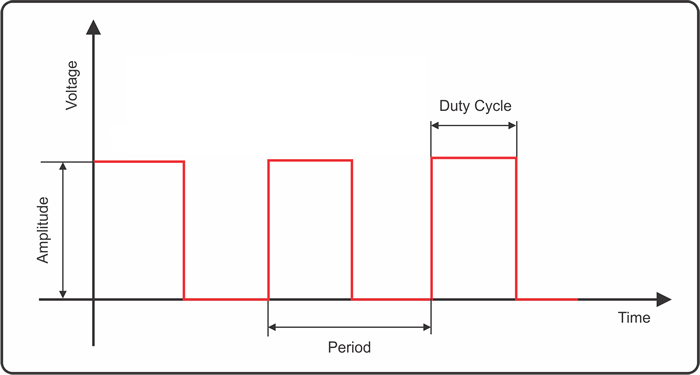 Voltage
Duty Cycle
Amplitude
Time
Period